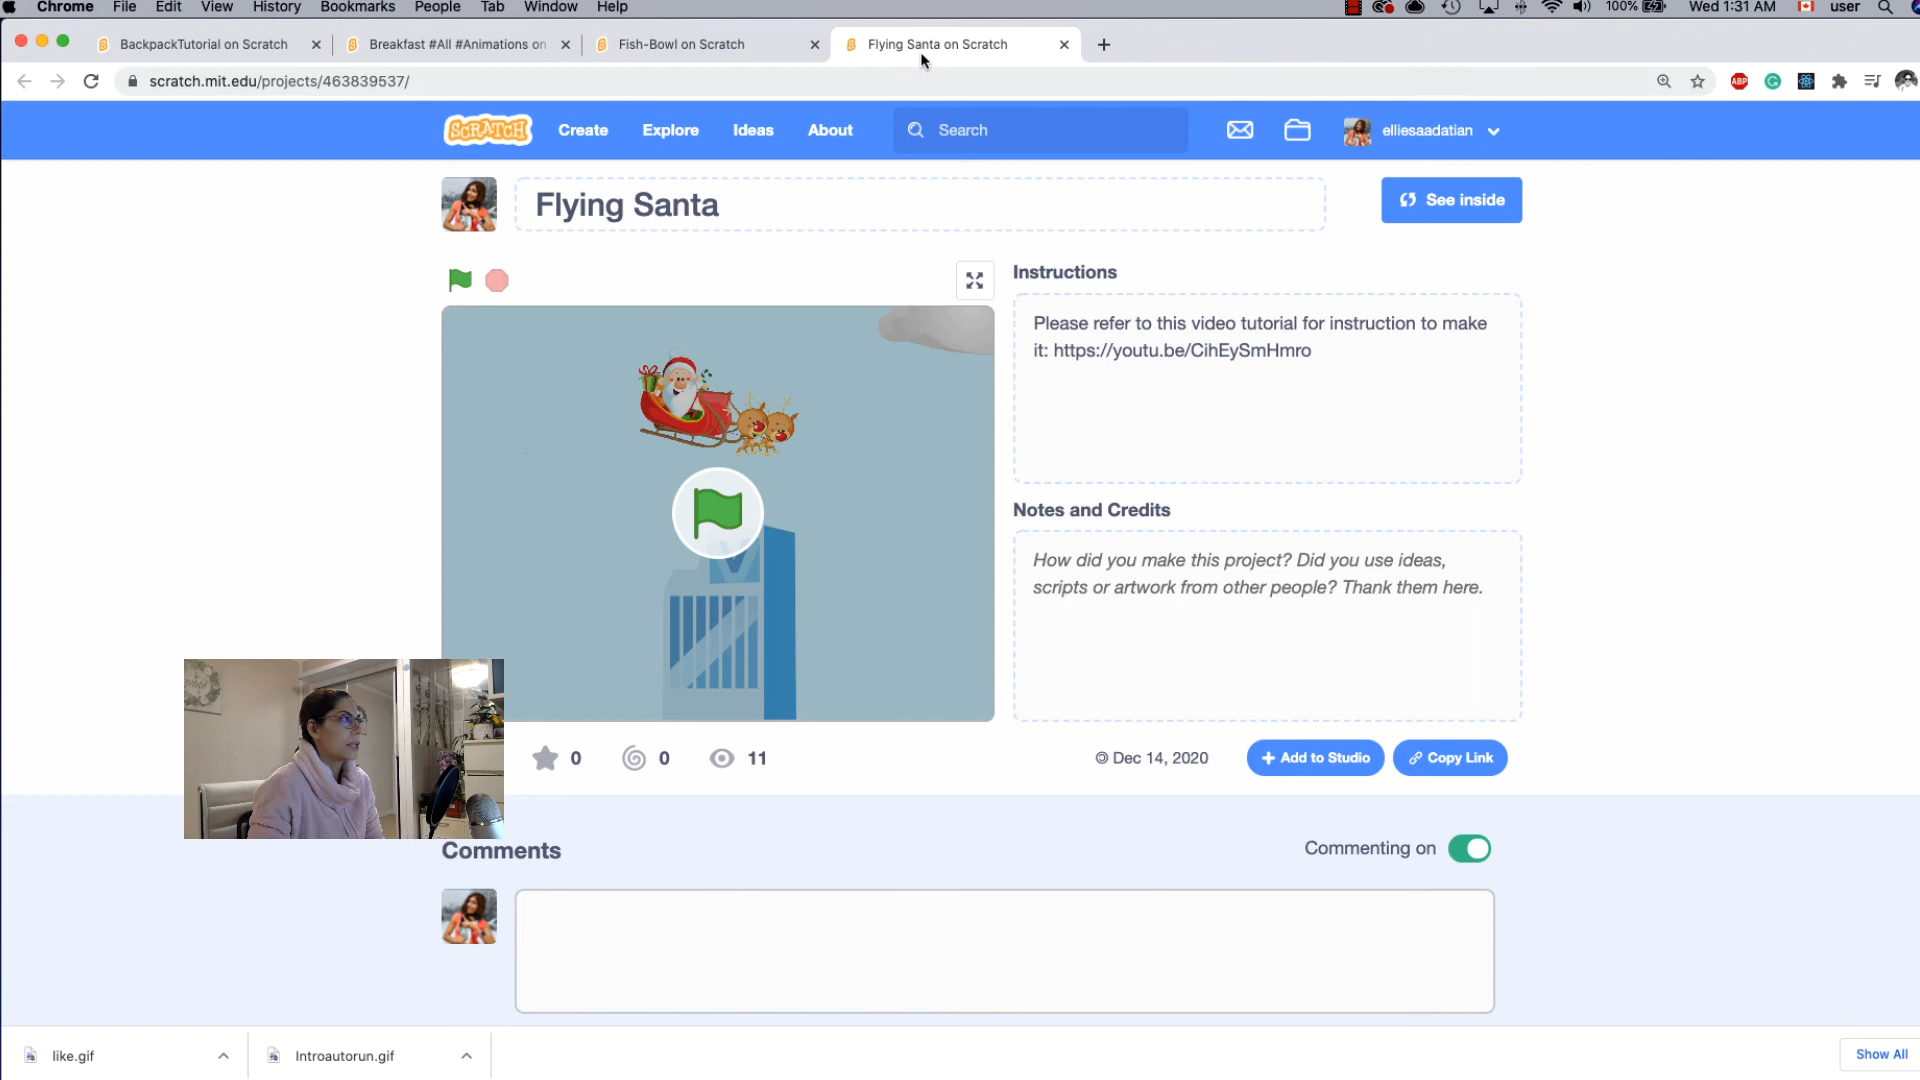 Chrome File Edit View History Bookmarks People Tab Window Help 100% Wed 1:31 AM user
BackpackTutorial on Scratch Breakfast #All #Animations on Fish-Bowl on Scratch Flying Santa on Scratch
scratch.mit.edu/projects/463839537/ ABP
SCRATCH Create Explore Ideas About Search elliesaadatian
Flying Santa See inside
Instructions
Please refer to this video tutorial for instruction to make
it: https://youtu.be/CihEySmHmro
Notes and Credits
How did you make this project? Did you use ideas,
scripts or artwork from other people? Thank them here.
0 0 11 © Dec 14, 2020 Add to Studio Copy Link
Comments Commenting on
like.gif Introautorun.gif Show All